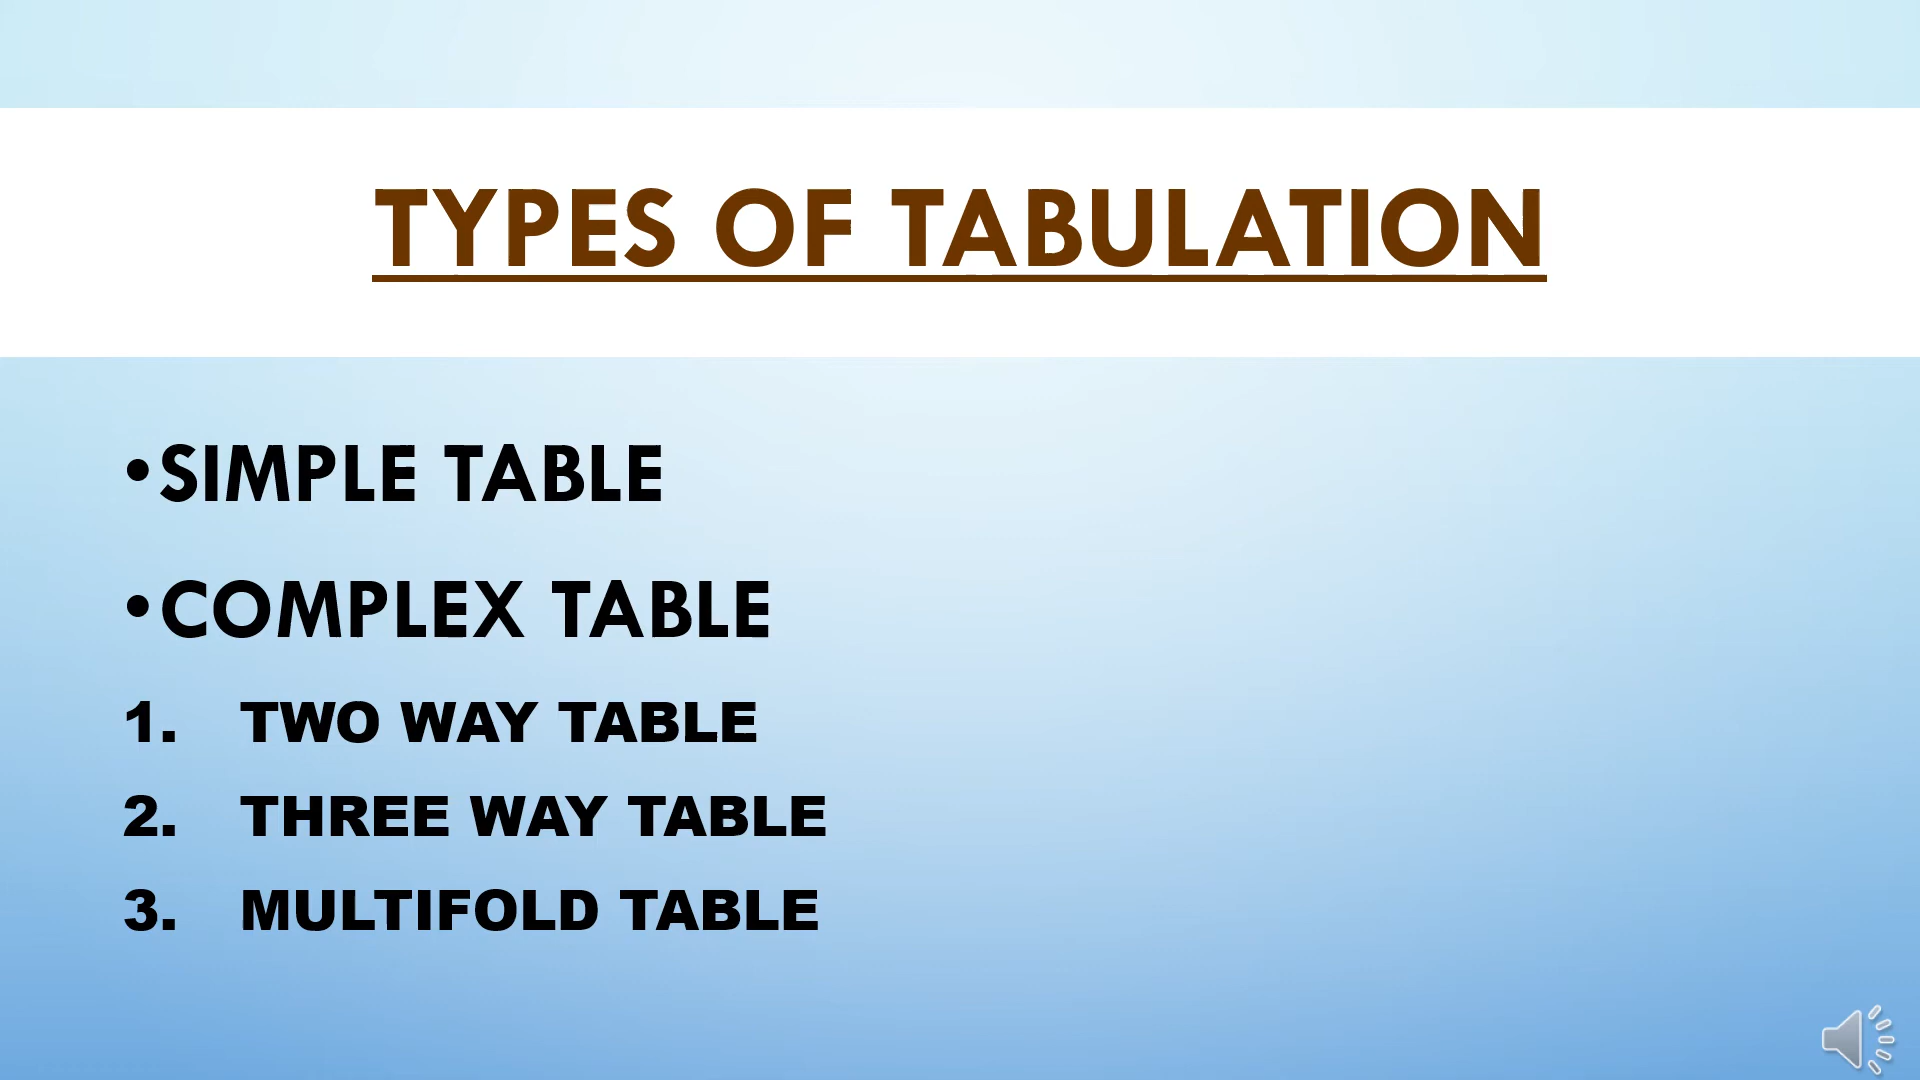 TYPES OF TABULATION
•SIMPLE TABLE
•COMPLEX TABLE
1. TWO WAY TABLE
2. THREE WAY TABLE
3. MULTIFOLD TABLE